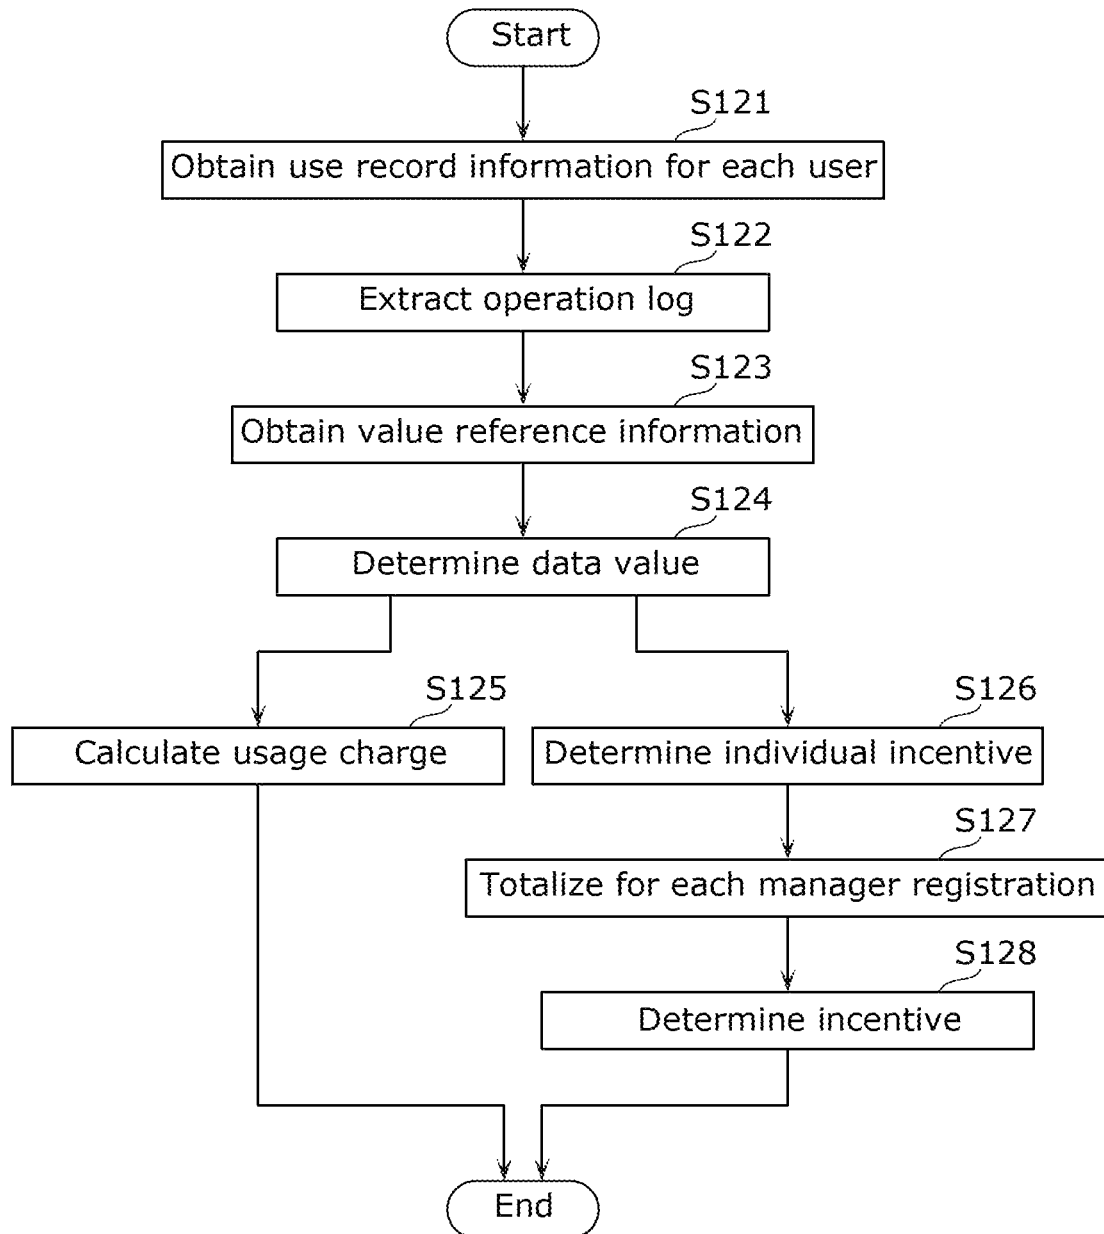 Start
S121
Obtain use record information for each user
S122
Extract operation log
S123
Obtain value reference information
S124
Determine data value
S125
Calculate usage charge
S126
Determine individual incentive
S127
Totalize for each manager registration
S128
Determine incentive
End